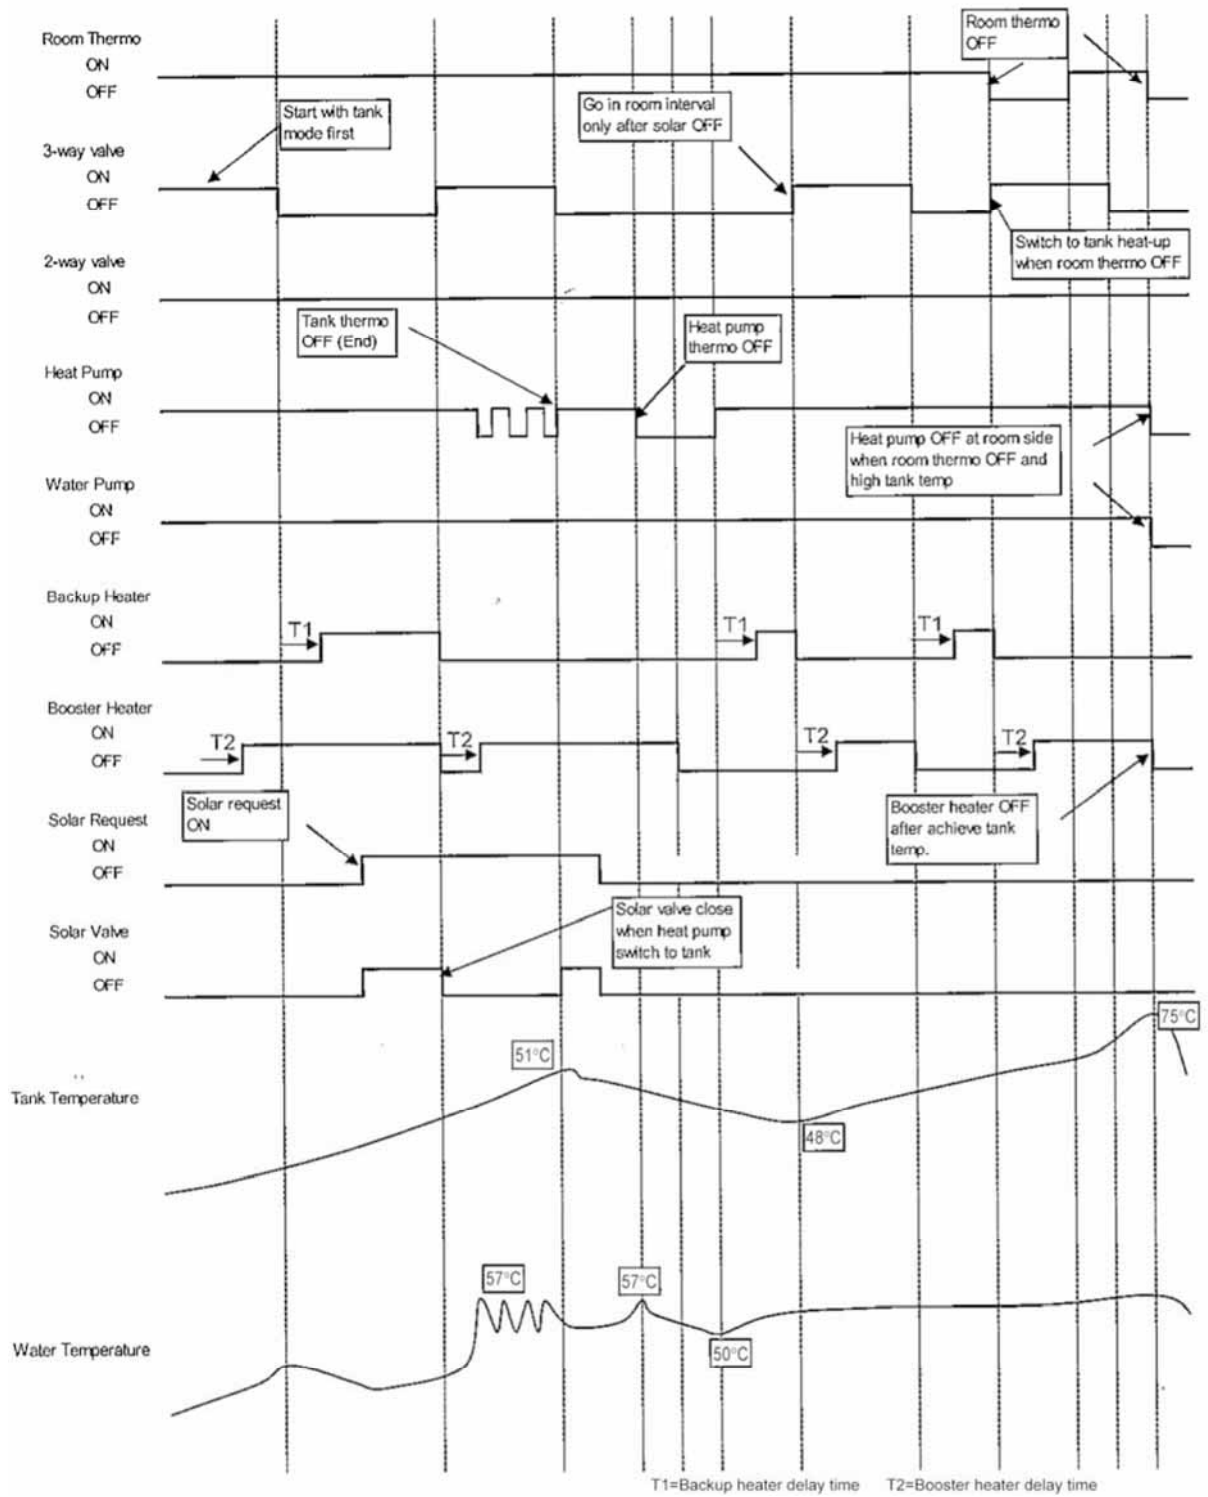 Room thermo
OFF
Room Thermo
ON
OFF
Start with tank
mode first
Go in room interval
only after solar OFF
3-way valve
ON
OFF
Switch to tank heat-up
when room thermo OFF
2-way valve
ON
OFF
Tank thermo
OFF (End)
Heat pump
thermo OFF
Heat Pump
ON
OFF
Heat pump OFF at room side
when room thermo OFF and
high tank temp
Water Pump
ON
OFF
Backup Heater
ON
OFF
T1
T1
T1
Booster Heater
ON
OFF
T2
T2
T2
T2
Solar request
ON
Booster heater OFF
after achieve tank
temp.
Solar Request
ON
OFF
Solar valve close
when heat pump
switch to tank
Solar Valve
ON
OFF
75°C
51°C
Tank Temperature
48°C
57°C
57°C
Water Temperature
50°C
T1=Backup heater delay time T2=Booster heater delay time